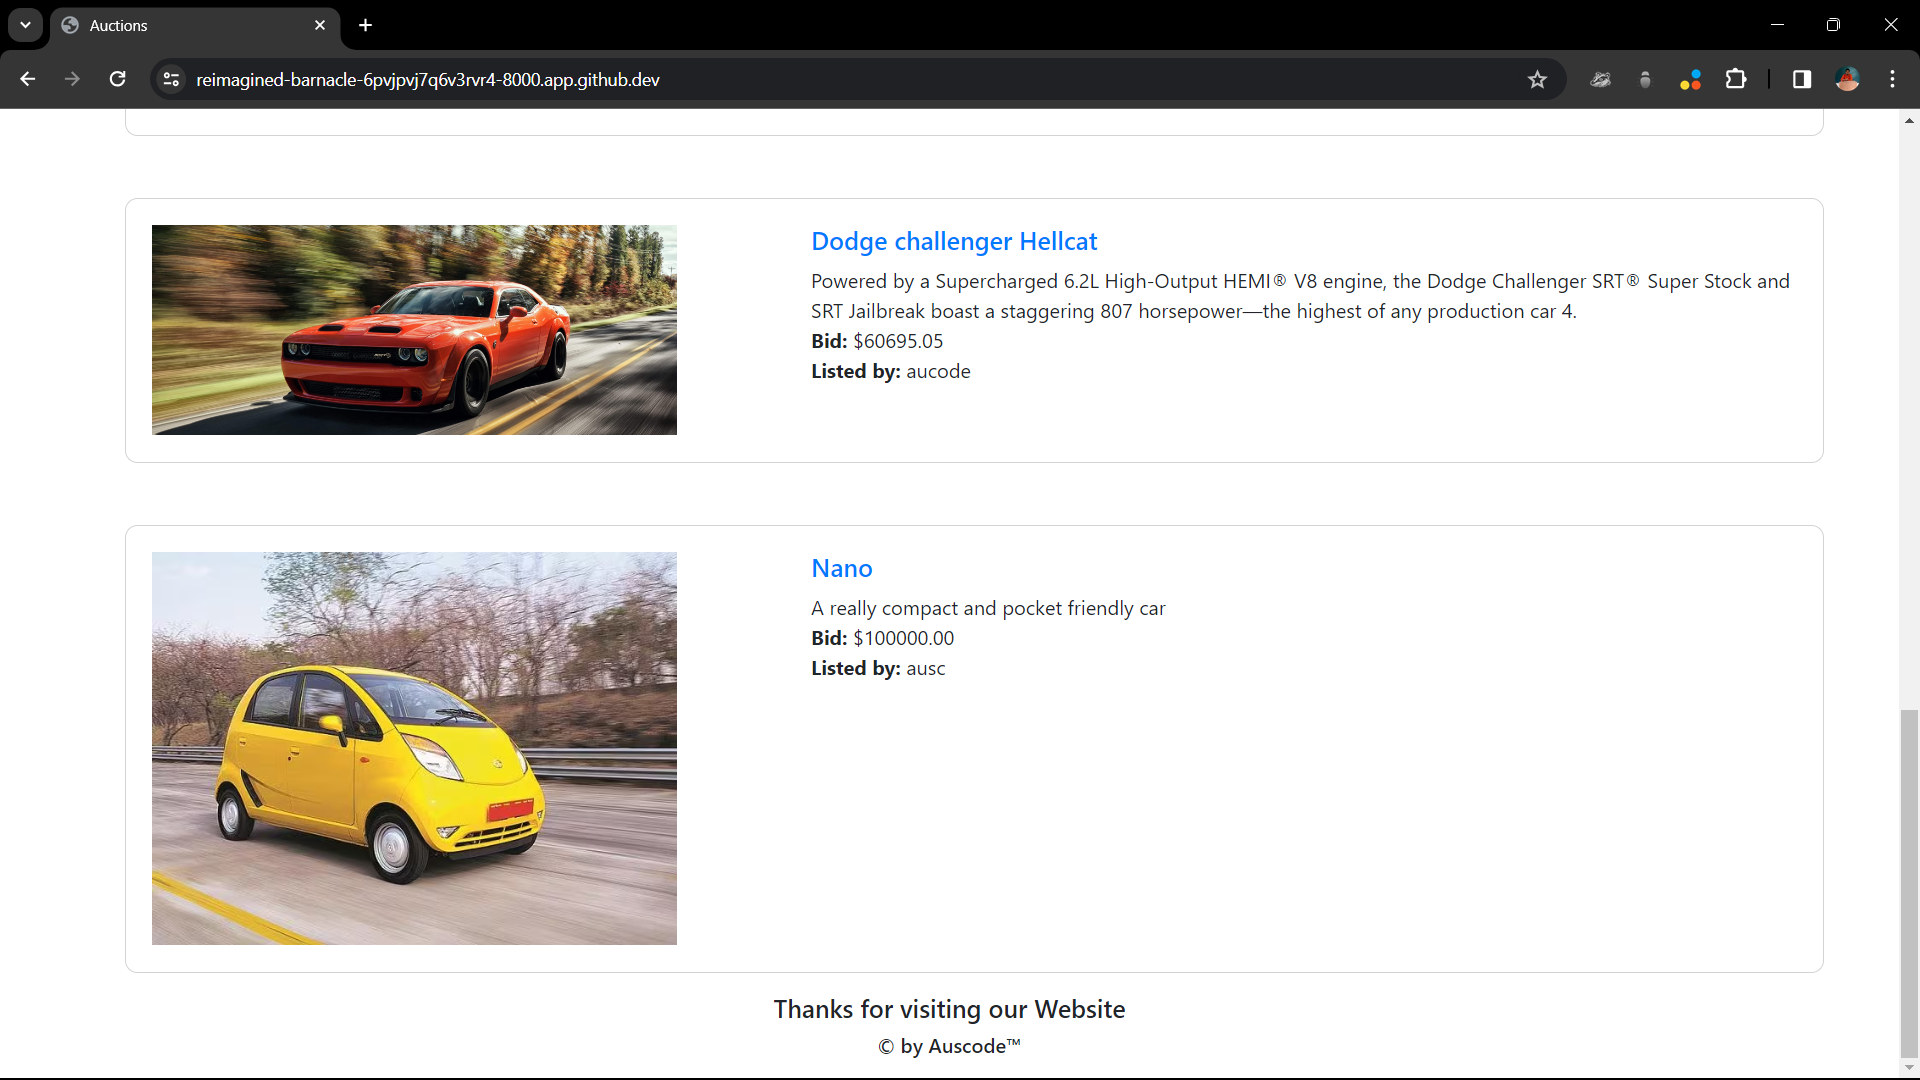 Auctions
reimagined-barnacle-6pvjpvj7q6v3rvr4-8000.app.github.dev
Dodge challenger Hellcat
Powered by a Supercharged 6.2L High-Output HEMI® V8 engine, the Dodge Challenger SRT® Super Stock and
SRT Jailbreak boast a staggering 807 horsepower—the highest of any production car 4.
Bid: $60695.05
Listed by: aucode
Nano
A really compact and pocket friendly car
Bid: $100000.00
Listed by: ausc
Thanks for visiting our Website
© by Auscode™